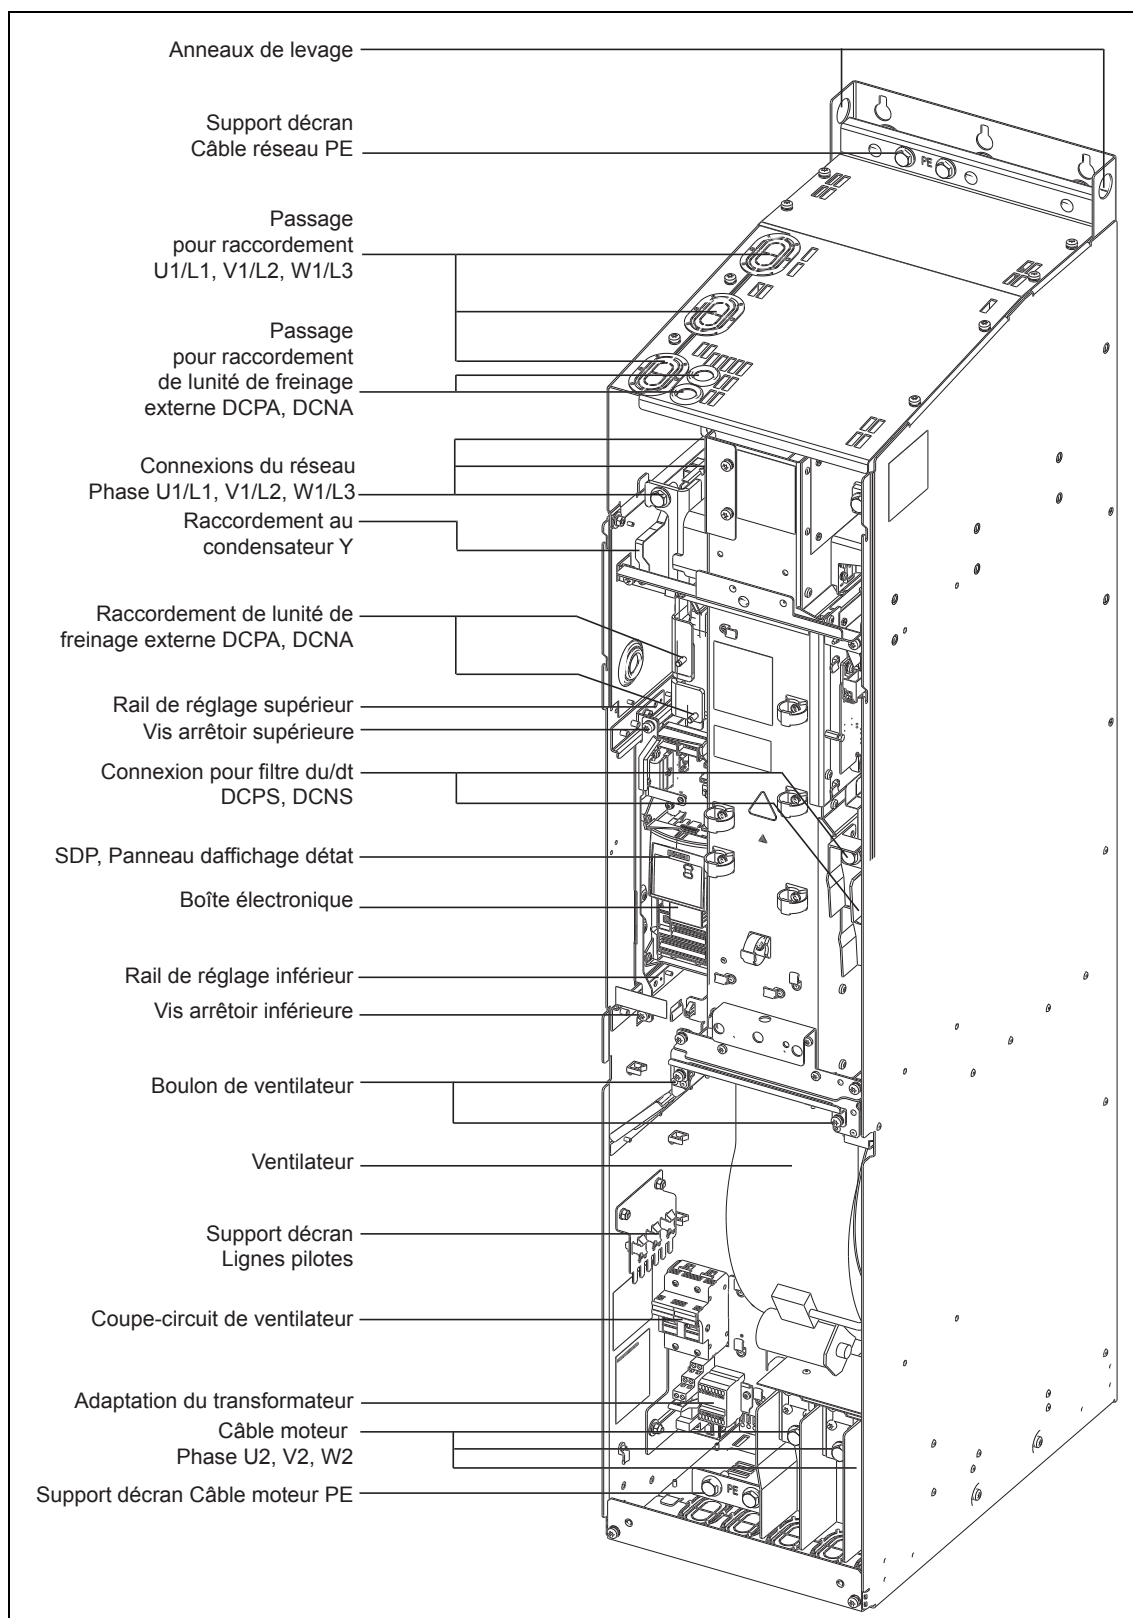 Anneaux de levage
Support décran
Câble réseau PE
PE
Passage
pour raccordement
U1/L1, V1/L2, W1/L3
Passage
pour raccordement
de lunité de freinage
externe DCPA, DCNA
Connexions du réseau
Phase U1/L1, V1/L2, W1/L3
Raccordement au
condensateur Y
Raccordement de lunité de
freinage externe DCPA, DCNA
Rail de réglage supérieur
Vis arrêtoir supérieure
Connexion pour filtre du/dt
DCPS, DCNS
SDP, Panneau daffichage détat
Boîte électronique
Rail de réglage inférieur
Vis arrêtoir inférieure
Boulon de ventilateur
Ventilateur
Support décran
Lignes pilotes
Coupe-circuit de ventilateur
Adaptation du transformateur
Câble moteur
Phase U2, V2, W2
Support décran Câble moteur PE
PE